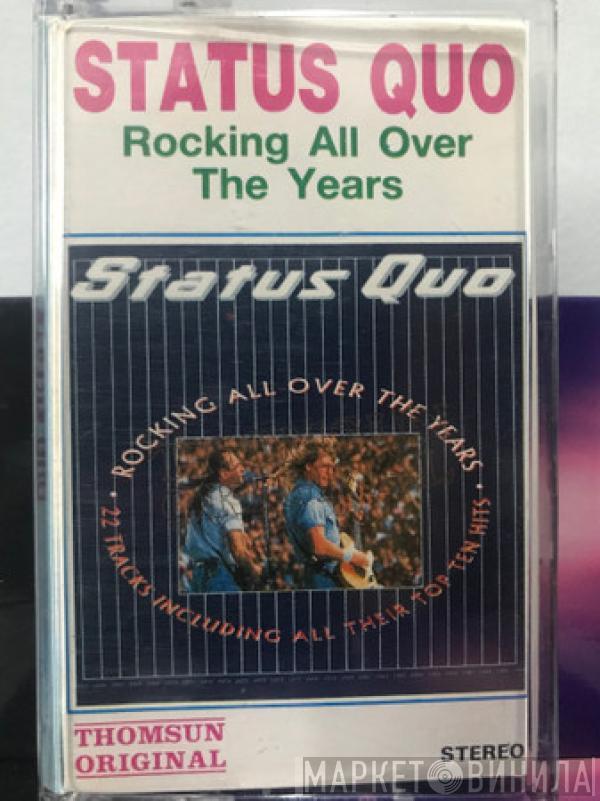 STATUS QUO
Rocking All Over
The Years
Status Quo
• ROCKING ALL OVER THE YEARS •
22 TRACKS INCLUDING ALL THEIR TOP TEN HITS
THOMSUN
ORIGINAL
STEREO
МАРКЕТ ВИНИЛА